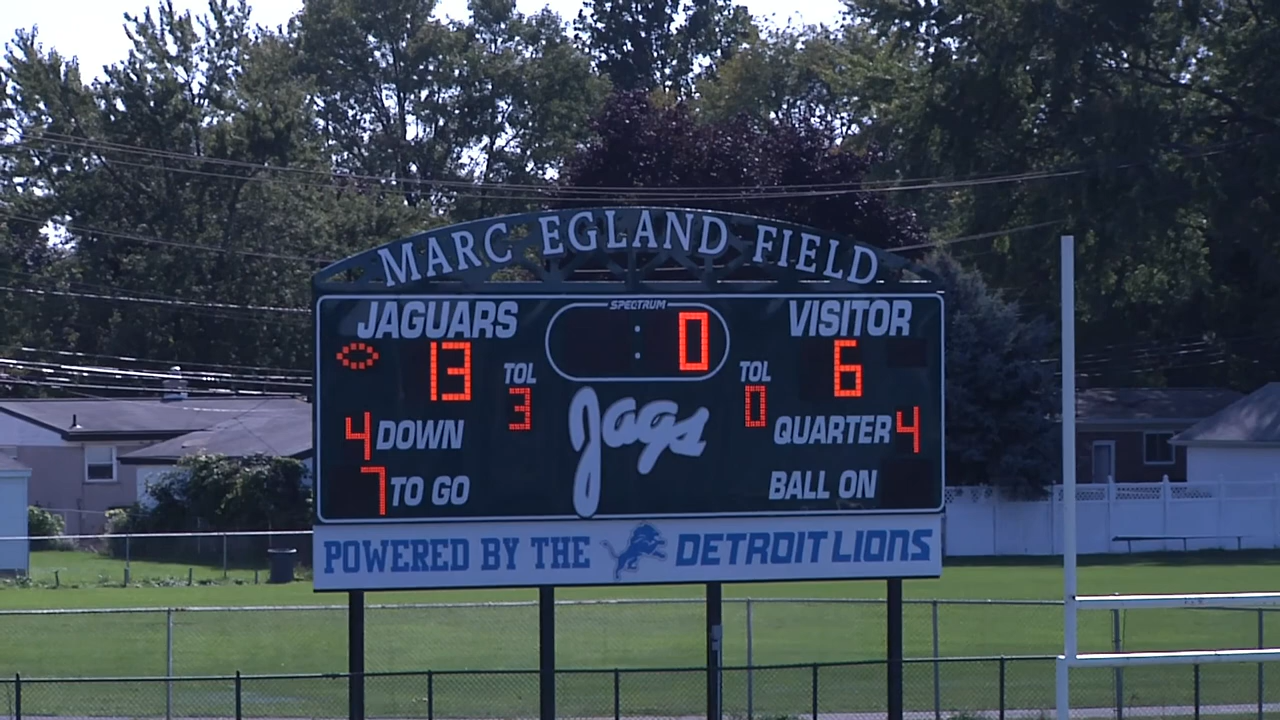 MARC EGLAND FIELD
SPECTRUM
JAGUARS : 0 VISITOR
13 TOL TOL 6
3 0
4 DOWN Jags QUARTER 4
7 TO GO BALL ON
POWERED BY THE DETROIT LIONS